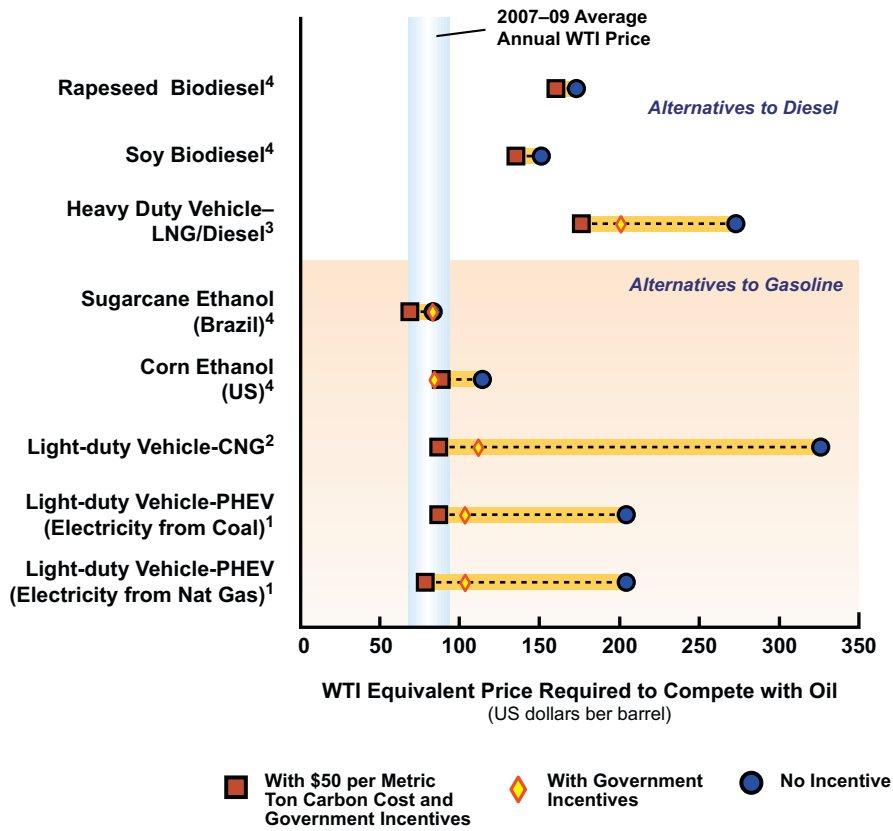 2007–09 Average
Annual WTI Price
Rapeseed Biodiesel4
Alternatives to Diesel
Soy Biodiesel4
Heavy Duty Vehicle–
LNG/Diesel3
Alternatives to Gasoline
Sugarcane Ethanol
(Brazil)4
Corn Ethanol
(US)4
Light-duty Vehicle-CNG2
Light-duty Vehicle-PHEV
(Electricity from Coal)1
Light-duty Vehicle-PHEV
(Electricity from Nat Gas)1
0 50 100 150 200 250 300 350
WTI Equivalent Price Required to Compete with Oil
(US dollars ber barrel)
With $50 per Metric
Ton Carbon Cost and
Government Incentives
With Government
Incentives
No Incentive